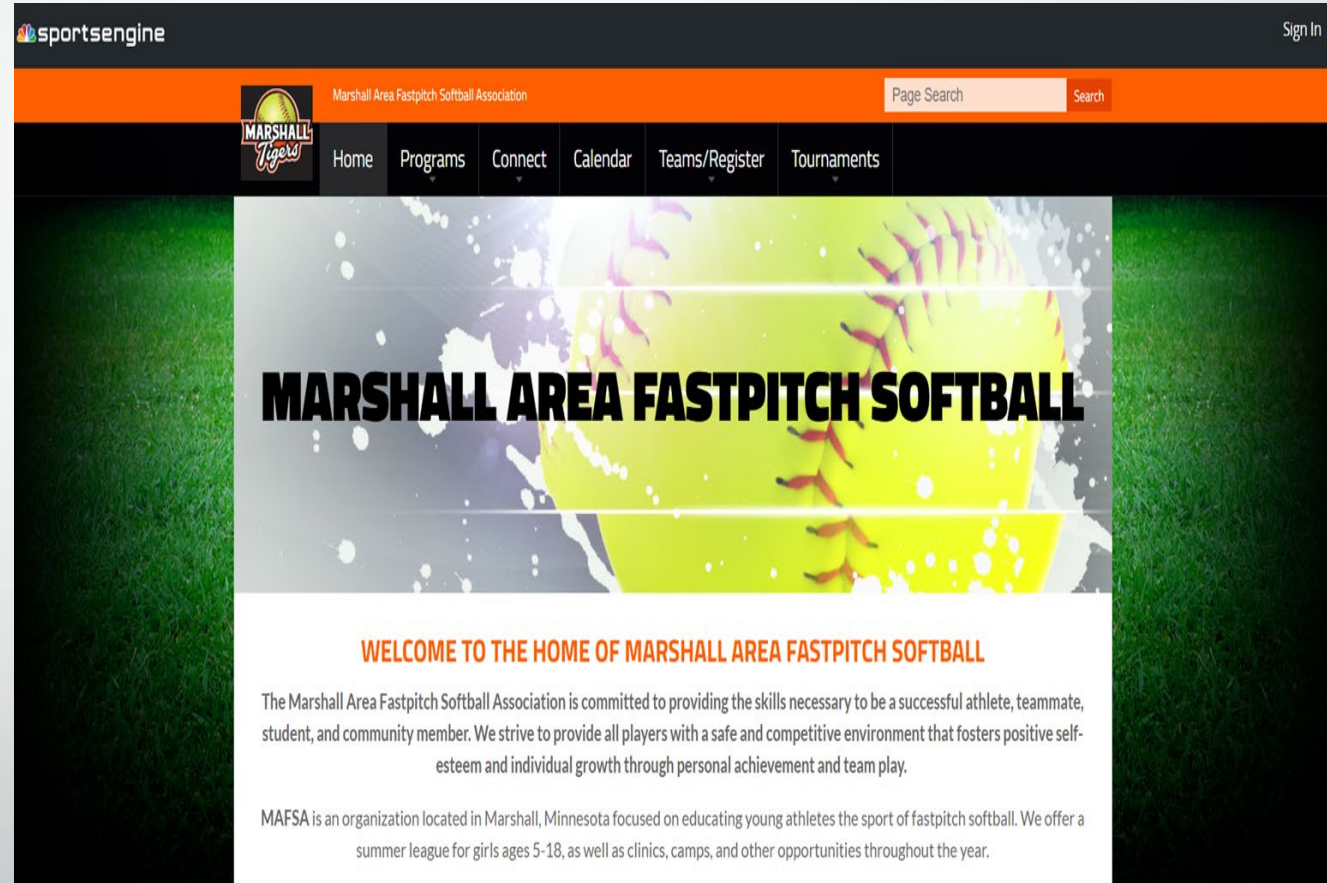 sportsengine
Sign In
Marshall Area Fastpitch Softball Association
Page Search
Search
MARSHALL
Tigers
Home
Programs
Connect
Calendar
Teams/Register
Tournaments
MARSHALL AREA FASTPITCH SOFTBALL
WELCOME TO THE HOME OF MARSHALL AREA FASTPITCH SOFTBALL
The Marshall Area Fastpitch Softball Association is committed to providing the skills necessary to be a successful athlete, teammate,
student, and community member. We strive to provide all players with a safe and competitive environment that fosters positive self-
esteem and individual growth through personal achievement and team play.
MAFSA is an organization located in Marshall, Minnesota focused on educating young athletes the sport of fastpitch softball. We offer a
summer league for girls ages 5-18, as well as clinics, camps, and other opportunities throughout the year.